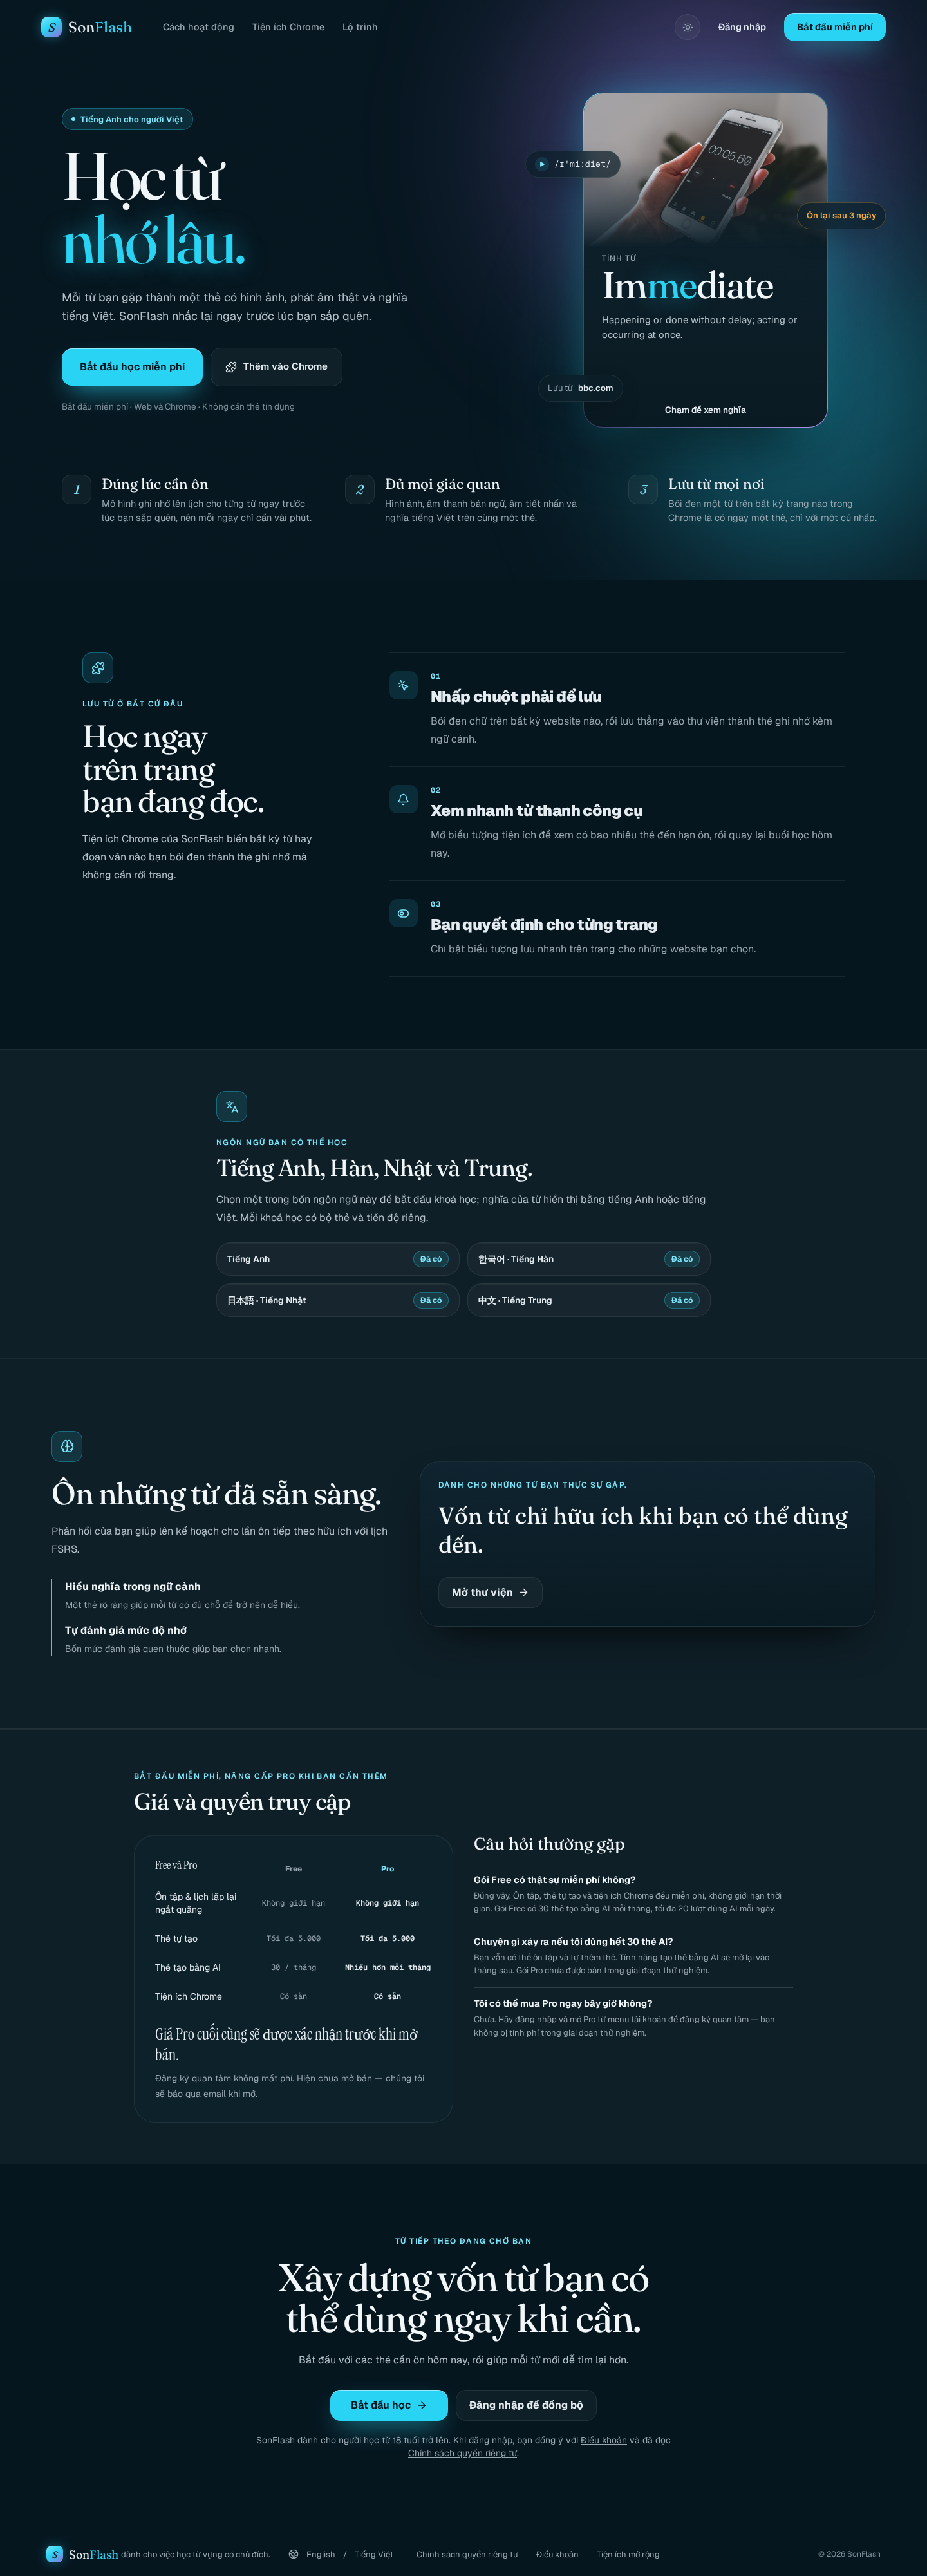 SonFlash
Cách hoạt động
Tiện ích Chrome
Lộ trình
Đăng nhập
Bắt đầu miễn phí
Tiếng Anh cho người Việt
Học từ
nhớ lâu.
Mỗi từ bạn gặp thành một thẻ có hình ảnh, phát âm thật và nghĩa
tiếng Việt. SonFlash nhắc lại ngay trước lúc bạn sắp quên.
Bắt đầu học miễn phí
Thêm vào Chrome
Bắt đầu miễn phí · Web và Chrome · Không cần thẻ tín dụng
00:05,60
/ɪˈmiːdiət/
Ôn lại sau 3 ngày
TÍNH TỪ
Immediate
Happening or done without delay; acting or
occurring at once.
Lưu từ bbc.com
Chạm để xem nghĩa
1
Đúng lúc cần ôn
Mô hình ghi nhớ lên lịch cho từng từ ngay trước
lúc bạn sắp quên, nên mỗi ngày chỉ cần vài phút.
2
Đủ mọi giác quan
Hình ảnh, âm thanh bản ngữ, âm tiết nhấn và
nghĩa tiếng Việt trên cùng một thẻ.
3
Lưu từ mọi nơi
Bôi đen một từ trên bất kỳ trang nào trong
Chrome là có ngay một thẻ, chỉ với một cú nhấp.
LƯU TỪ Ở BẤT CỨ ĐÂU
Học ngay
trên trang
bạn đang đọc.
Tiện ích Chrome của SonFlash biến bất kỳ từ hay
đoạn văn nào bạn bôi đen thành thẻ ghi nhớ mà
không cần rời trang.
01
Nhấp chuột phải để lưu
Bôi đen chữ trên bất kỳ website nào, rồi lưu thẳng vào thư viện thành thẻ ghi nhớ kèm
ngữ cảnh.
02
Xem nhanh từ thanh công cụ
Mở biểu tượng tiện ích để xem có bao nhiêu thẻ đến hạn ôn, rồi quay lại buổi học hôm
nay.
03
Bạn quyết định cho từng trang
Chỉ bật biểu tượng lưu nhanh trên trang cho những website bạn chọn.
NGÔN NGỮ BẠN CÓ THỂ HỌC
Tiếng Anh, Hàn, Nhật và Trung.
Chọn một trong bốn ngôn ngữ này để bắt đầu khoá học; nghĩa của từ hiển thị bằng tiếng Anh hoặc tiếng
Việt. Mỗi khoá học có bộ thẻ và tiến độ riêng.
Tiếng Anh
Đã có
한국어 · Tiếng Hàn
Đã có
日本語 · Tiếng Nhật
Đã có
中文 · Tiếng Trung
Đã có
Ôn những từ đã sẵn sàng.
Phản hồi của bạn giúp lên kế hoạch cho lần ôn tiếp theo hữu ích với lịch
FSRS.
Hiểu nghĩa trong ngữ cảnh
Một thẻ rõ ràng giúp mỗi từ có đủ chỗ để trở nên dễ hiểu.
Tự đánh giá mức độ nhớ
Bốn mức đánh giá quen thuộc giúp bạn chọn nhanh.
DÀNH CHO NHỮNG TỪ BẠN THỰC SỰ GẶP.
Vốn từ chỉ hữu ích khi bạn có thể dùng
đến.
Mở thư viện
BẮT ĐẦU MIỄN PHÍ, NÂNG CẤP PRO KHI BẠN CẦN THÊM
Giá và quyền truy cập
Free và Pro
Free
Pro
Ôn tập & lịch lặp lại
ngắt quãng
Không giới hạn
Không giới hạn
Thẻ tự tạo
Tối đa 5.000
Tối đa 5.000
Thẻ tạo bằng AI
30 / tháng
Nhiều hơn mỗi tháng
Tiện ích Chrome
Có sẵn
Có sẵn
Giá Pro cuối cùng sẽ được xác nhận trước khi mở
bán.
Đăng ký quan tâm không mất phí. Hiện chưa mở bán — chúng tôi
sẽ báo qua email khi mở.
Câu hỏi thường gặp
Gói Free có thật sự miễn phí không?
Đúng vậy. Ôn tập, thẻ tự tạo và tiện ích Chrome đều miễn phí, không giới hạn thời
gian. Gói Free có 30 thẻ tạo bằng AI mỗi tháng, tối đa 20 lượt dùng AI mỗi ngày.
Chuyện gì xảy ra nếu tôi dùng hết 30 thẻ AI?
Bạn vẫn có thể ôn tập và tự thêm thẻ. Tính năng tạo thẻ bằng AI sẽ mở lại vào
tháng sau. Gói Pro chưa được bán trong giai đoạn thử nghiệm.
Tôi có thể mua Pro ngay bây giờ không?
Chưa. Hãy đăng nhập và mở Pro từ menu tài khoản để đăng ký quan tâm — bạn
không bị tính phí trong giai đoạn thử nghiệm.
TỪ TIẾP THEO ĐANG CHỜ BẠN
Xây dựng vốn từ bạn có
thể dùng ngay khi cần.
Bắt đầu với các thẻ cần ôn hôm nay, rồi giúp mỗi từ mới dễ tìm lại hơn.
Bắt đầu học
Đăng nhập để đồng bộ
SonFlash dành cho người học từ 18 tuổi trở lên. Khi đăng nhập, bạn đồng ý với Điều khoản và đã đọc
Chính sách quyền riêng tư.
SonFlash dành cho việc học từ vựng có chủ đích.
English / Tiếng Việt
Chính sách quyền riêng tư
Điều khoản
Tiện ích mở rộng
© 2026 SonFlash